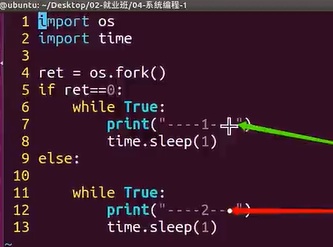 @ubuntu: ~/Desktop/02-就业班/04-系统编程-1
1 import os
2 import time
3
4 ret = os.fork()
5 if ret==0:
6     while True:
7         print("----1----")
8         time.sleep(1)
9 else:
10
11     while True:
12         print("----2----")
13         time.sleep(1)
~